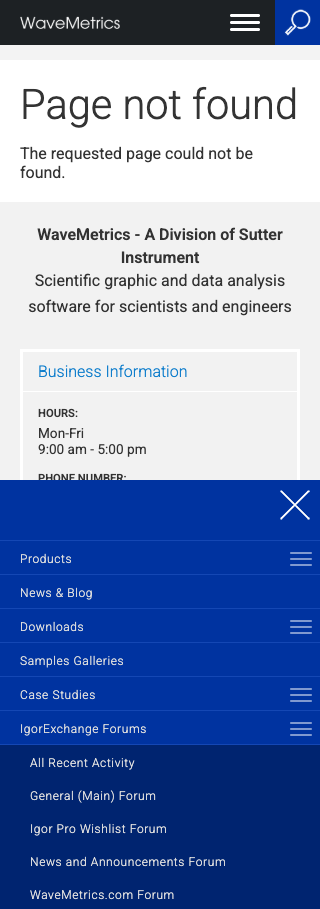 WaveMetrics
Page not found
The requested page could not be
found.
WaveMetrics - A Division of Sutter
Instrument
Scientific graphic and data analysis
software for scientists and engineers
Business Information
HOURS:
Mon-Fri
9:00 am - 5:00 pm
PHONE NUMBER:
Products
News & Blog
Downloads
Samples Galleries
Case Studies
IgorExchange Forums
All Recent Activity
General (Main) Forum
Igor Pro Wishlist Forum
News and Announcements Forum
WaveMetrics.com Forum